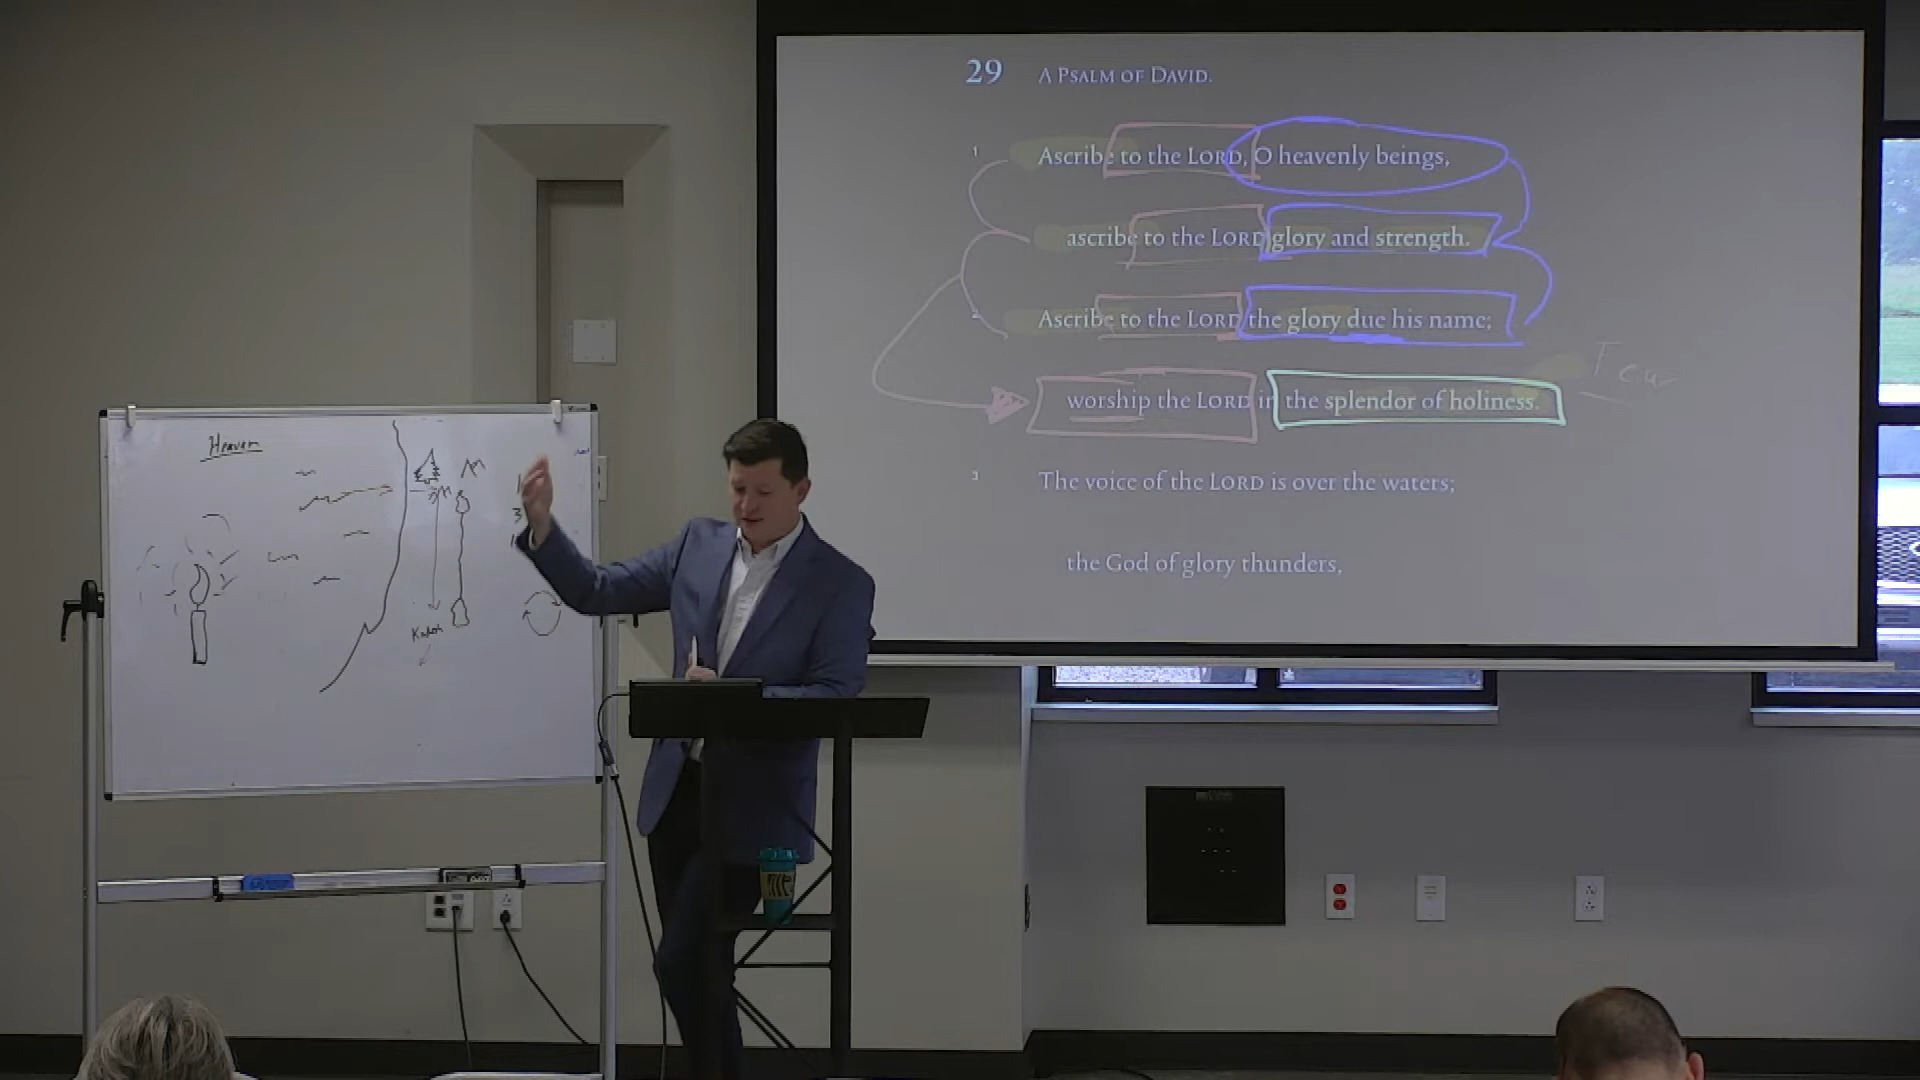 29 A PSALM OF DAVID.
1 Ascribe to the LORD, O heavenly beings,
ascribe to the LORD glory and strength.
2 Ascribe to the LORD the glory due his name;
worship the LORD in the splendor of holiness.
3 The voice of the LORD is over the waters;
the God of glory thunders,
Heaven